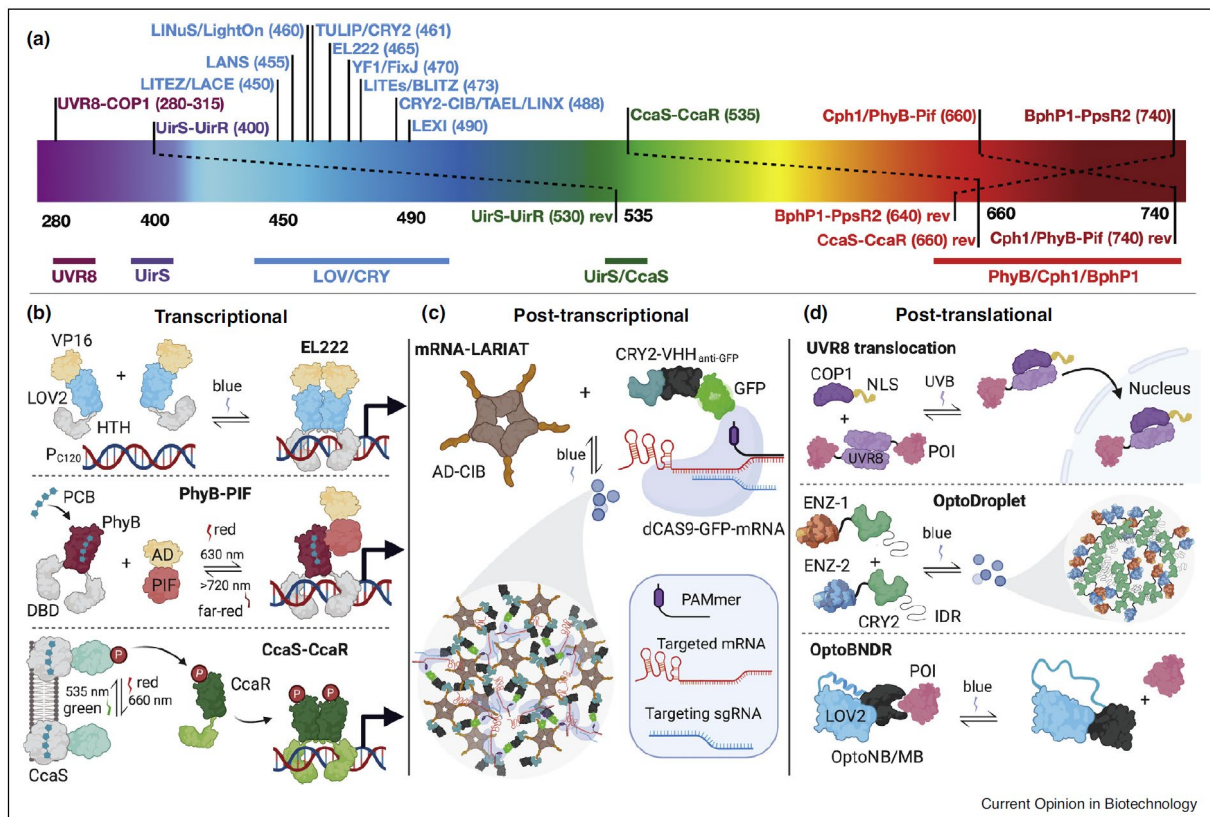 (a)
LINuS/LightOn (460)
TULIP/CRY2 (461)
EL222 (465)
LANS (455)
YF1/FixJ (470)
LITEZ/LACE (450)
LITEs/BLITZ (473)
UVR8-COP1 (280-315)
CRY2-CIB/TAEL/LINX (488)
CcaS-CcaR (535)
Cph1/PhyB-Pif (660)
BphP1-PpsR2 (740)
UirS-UirR (400)
LEXI (490)
280
400
450
490
UirS-UirR (530) rev
535
BphP1-PpsR2 (640) rev
660
740
CcaS-CcaR (660) rev
Cph1/PhyB-Pif (740) rev
UVR8
UirS
LOV/CRY
UirS/CcaS
PhyB/Cph1/BphP1
(b)
Transcriptional
VP16
EL222
+
blue
LOV2
HTH
PC120
PhyB-PIF
PCB
PhyB
red
AD
630 nm
+
PIF
>720 nm
far-red
DBD
CcaS-CcaR
P
P
P
CcaR
535 nm
red
green
660 nm
CcaS
(c)
Post-transcriptional
mRNA-LARIAT
CRY2-VHHanti-GFP
GFP
+
blue
AD-CIB
dCAS9-GFP-mRNA
PAMmer
Targeted mRNA
Targeting sgRNA
(d)
Post-translational
UVR8 translocation
COP1
NLS
UVB
Nucleus
+
UVR8
POI
OptoDroplet
ENZ-1
blue
+
ENZ-2
CRY2
IDR
OptoBNDR
POI
blue
+
LOV2
OptoNB/MB
Current Opinion in Biotechnology